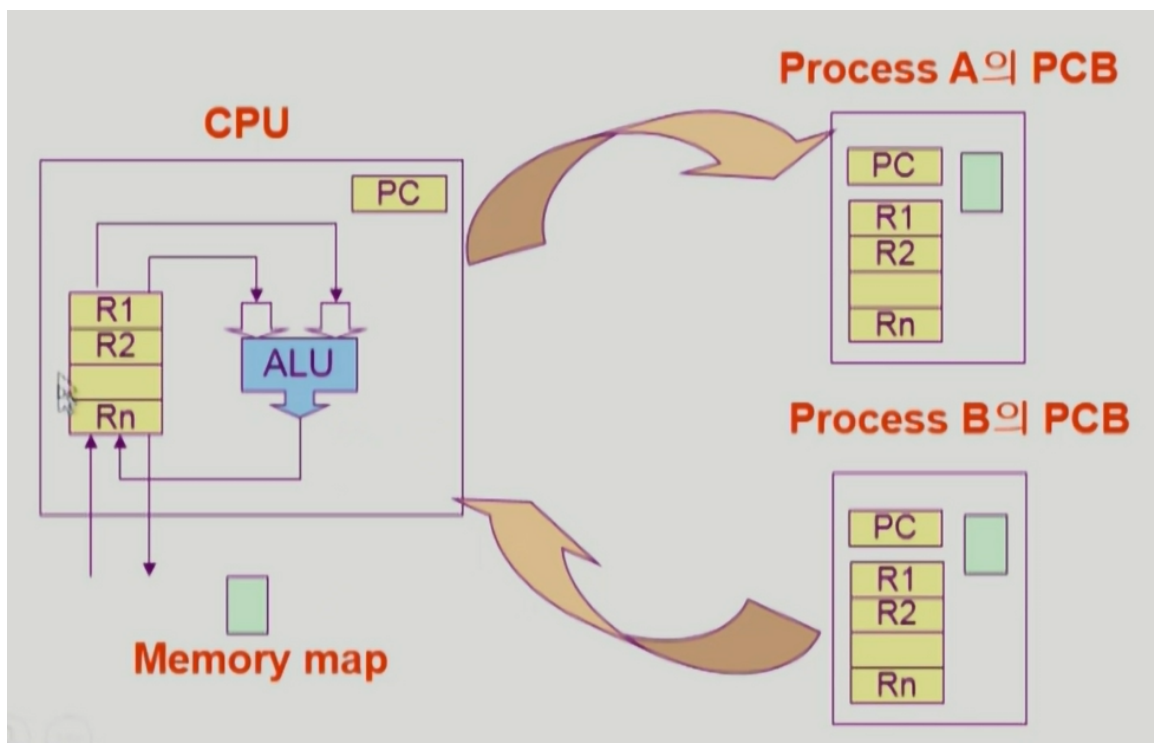 CPU
PC
R1
R2
Rn
ALU
Memory map
Process A의 PCB
PC
R1
R2
Rn
Process B의 PCB
PC
R1
R2
Rn